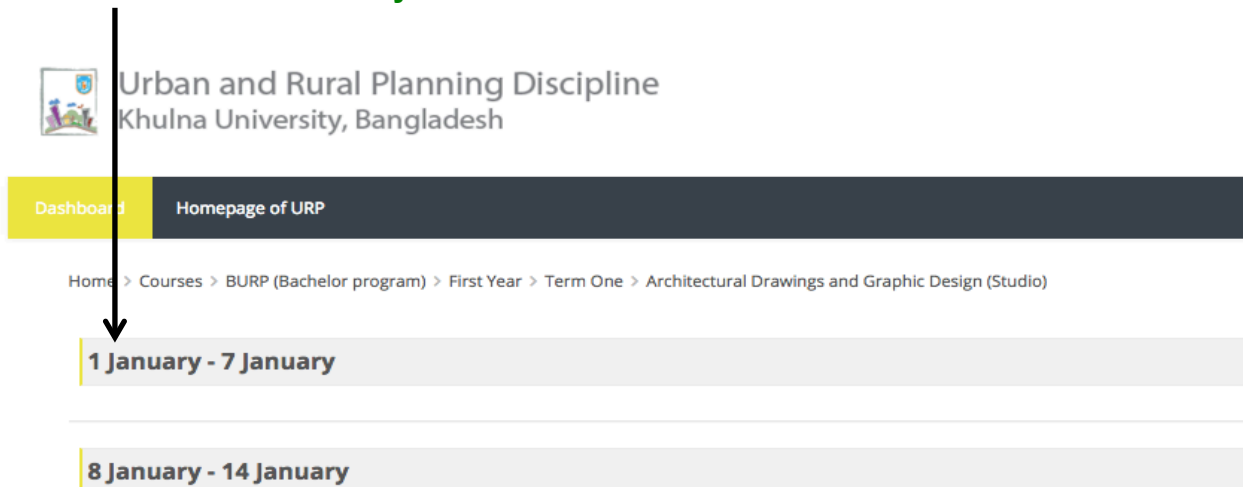 Urban and Rural Planning Discipline
Khulna University, Bangladesh
Dashboard Homepage of URP
Home > Courses > BURP (Bachelor program) > First Year > Term One > Architectural Drawings and Graphic Design (Studio)
1 January - 7 January
8 January - 14 January